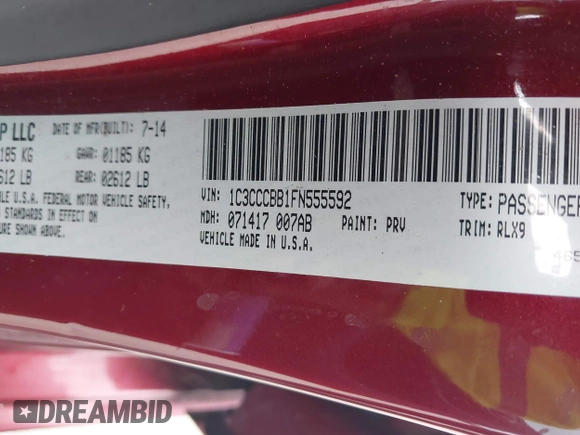 P LLC DATE OF MFR(BUILT): 7-14
185 KG GAWR: 01185 KG
612 LB REAR: 02612 LB
U.S.A. FEDERAL MOTOR VEHICLE SAFETY,
STANDARDS IN EFFECT ON
SHOWN ABOVE.
VIN: 1C3CCCBB1FN555592 TYPE: PASSENGER
MDH: 071417 007AB PAINT: PRV TRIM: RLX9
VEHICLE MADE IN U.S.A.
465
DREAMBID